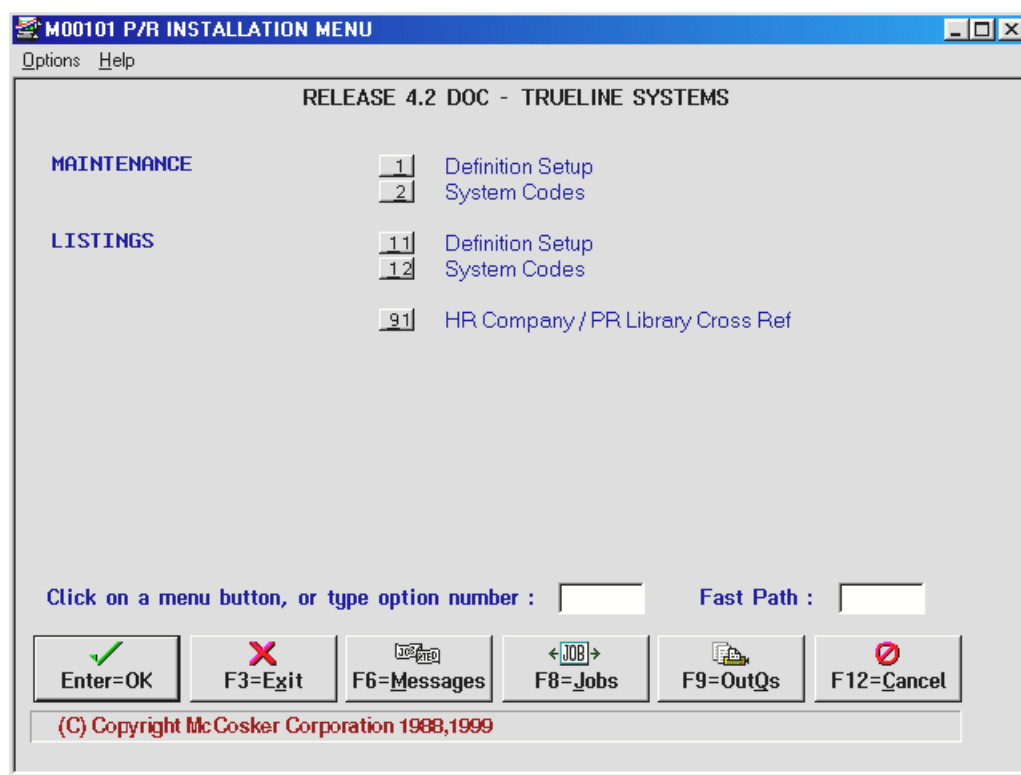 M00101 P/R INSTALLATION MENU
Options Help
RELEASE 4.2 DOC - TRUELINE SYSTEMS
MAINTENANCE 1 Definition Setup
2 System Codes
LISTINGS 11 Definition Setup
12 System Codes
91 HR Company / PR Library Cross Ref
Click on a menu button, or type option number : Fast Path :
Enter=OK F3=Exit F6=Messages F8=Jobs F9=OutQs F12=Cancel
(C) Copyright McCosker Corporation 1988,1999